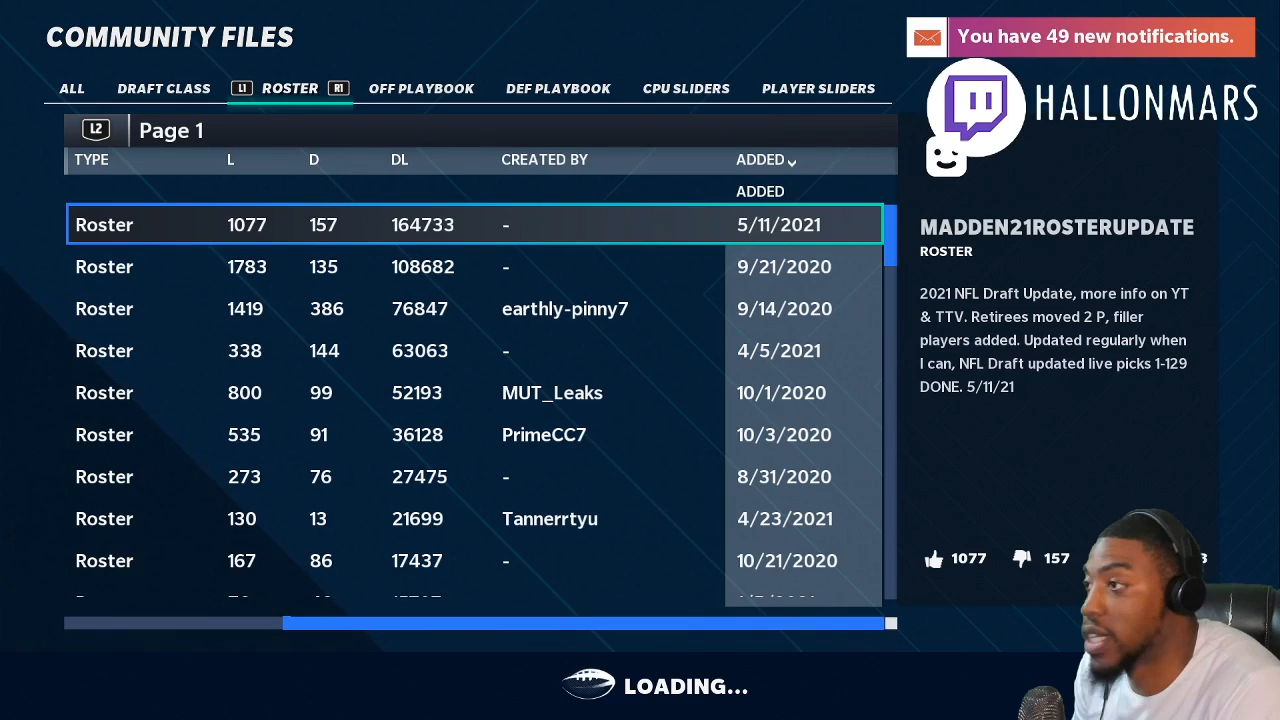 COMMUNITY FILES
You have 49 new notifications.
HALLONMARS
ALL DRAFT CLASS L1 ROSTER R1 OFF PLAYBOOK DEF PLAYBOOK CPU SLIDERS PLAYER SLIDERS
L2 Page 1
TYPE L D DL CREATED BY ADDED
ADDED
Roster 1077 157 164733 - 5/11/2021
Roster 1783 135 108682 - 9/21/2020
Roster 1419 386 76847 earthly-pinny7 9/14/2020
Roster 338 144 63063 - 4/5/2021
Roster 800 99 52193 MUT_Leaks 10/1/2020
Roster 535 91 36128 PrimeCC7 10/3/2020
Roster 273 76 27475 - 8/31/2020
Roster 130 13 21699 Tannerrtyu 4/23/2021
Roster 167 86 17437 - 10/21/2020
MADDEN21ROSTERUPDATE
ROSTER
2021 NFL Draft Update, more info on YT
& TTV. Retirees moved 2 P, filler
players added. Updated regularly when
I can, NFL Draft updated live picks 1-129
DONE. 5/11/21
1077 157
LOADING...